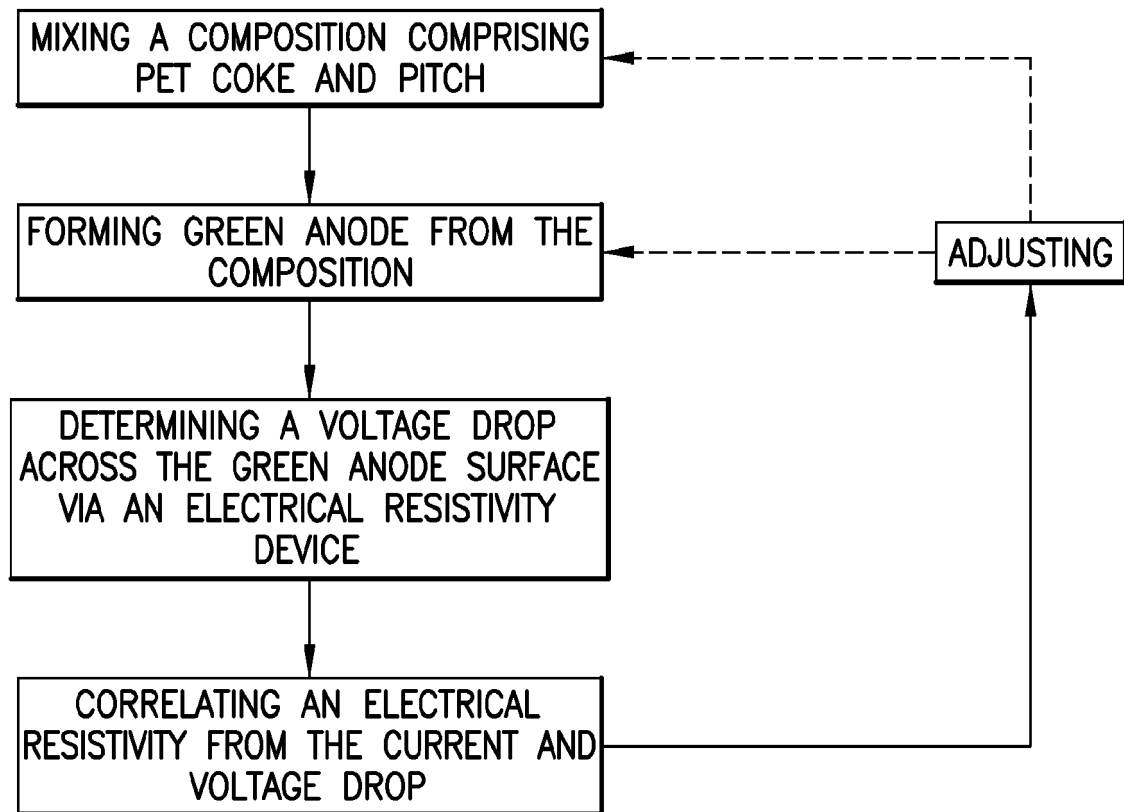 MIXING A COMPOSITION COMPRISING
PET COKE AND PITCH
FORMING GREEN ANODE FROM THE
COMPOSITION
ADJUSTING
DETERMINING A VOLTAGE DROP
ACROSS THE GREEN ANODE SURFACE
VIA AN ELECTRICAL RESISTIVITY
DEVICE
CORRELATING AN ELECTRICAL
RESISTIVITY FROM THE CURRENT AND
VOLTAGE DROP